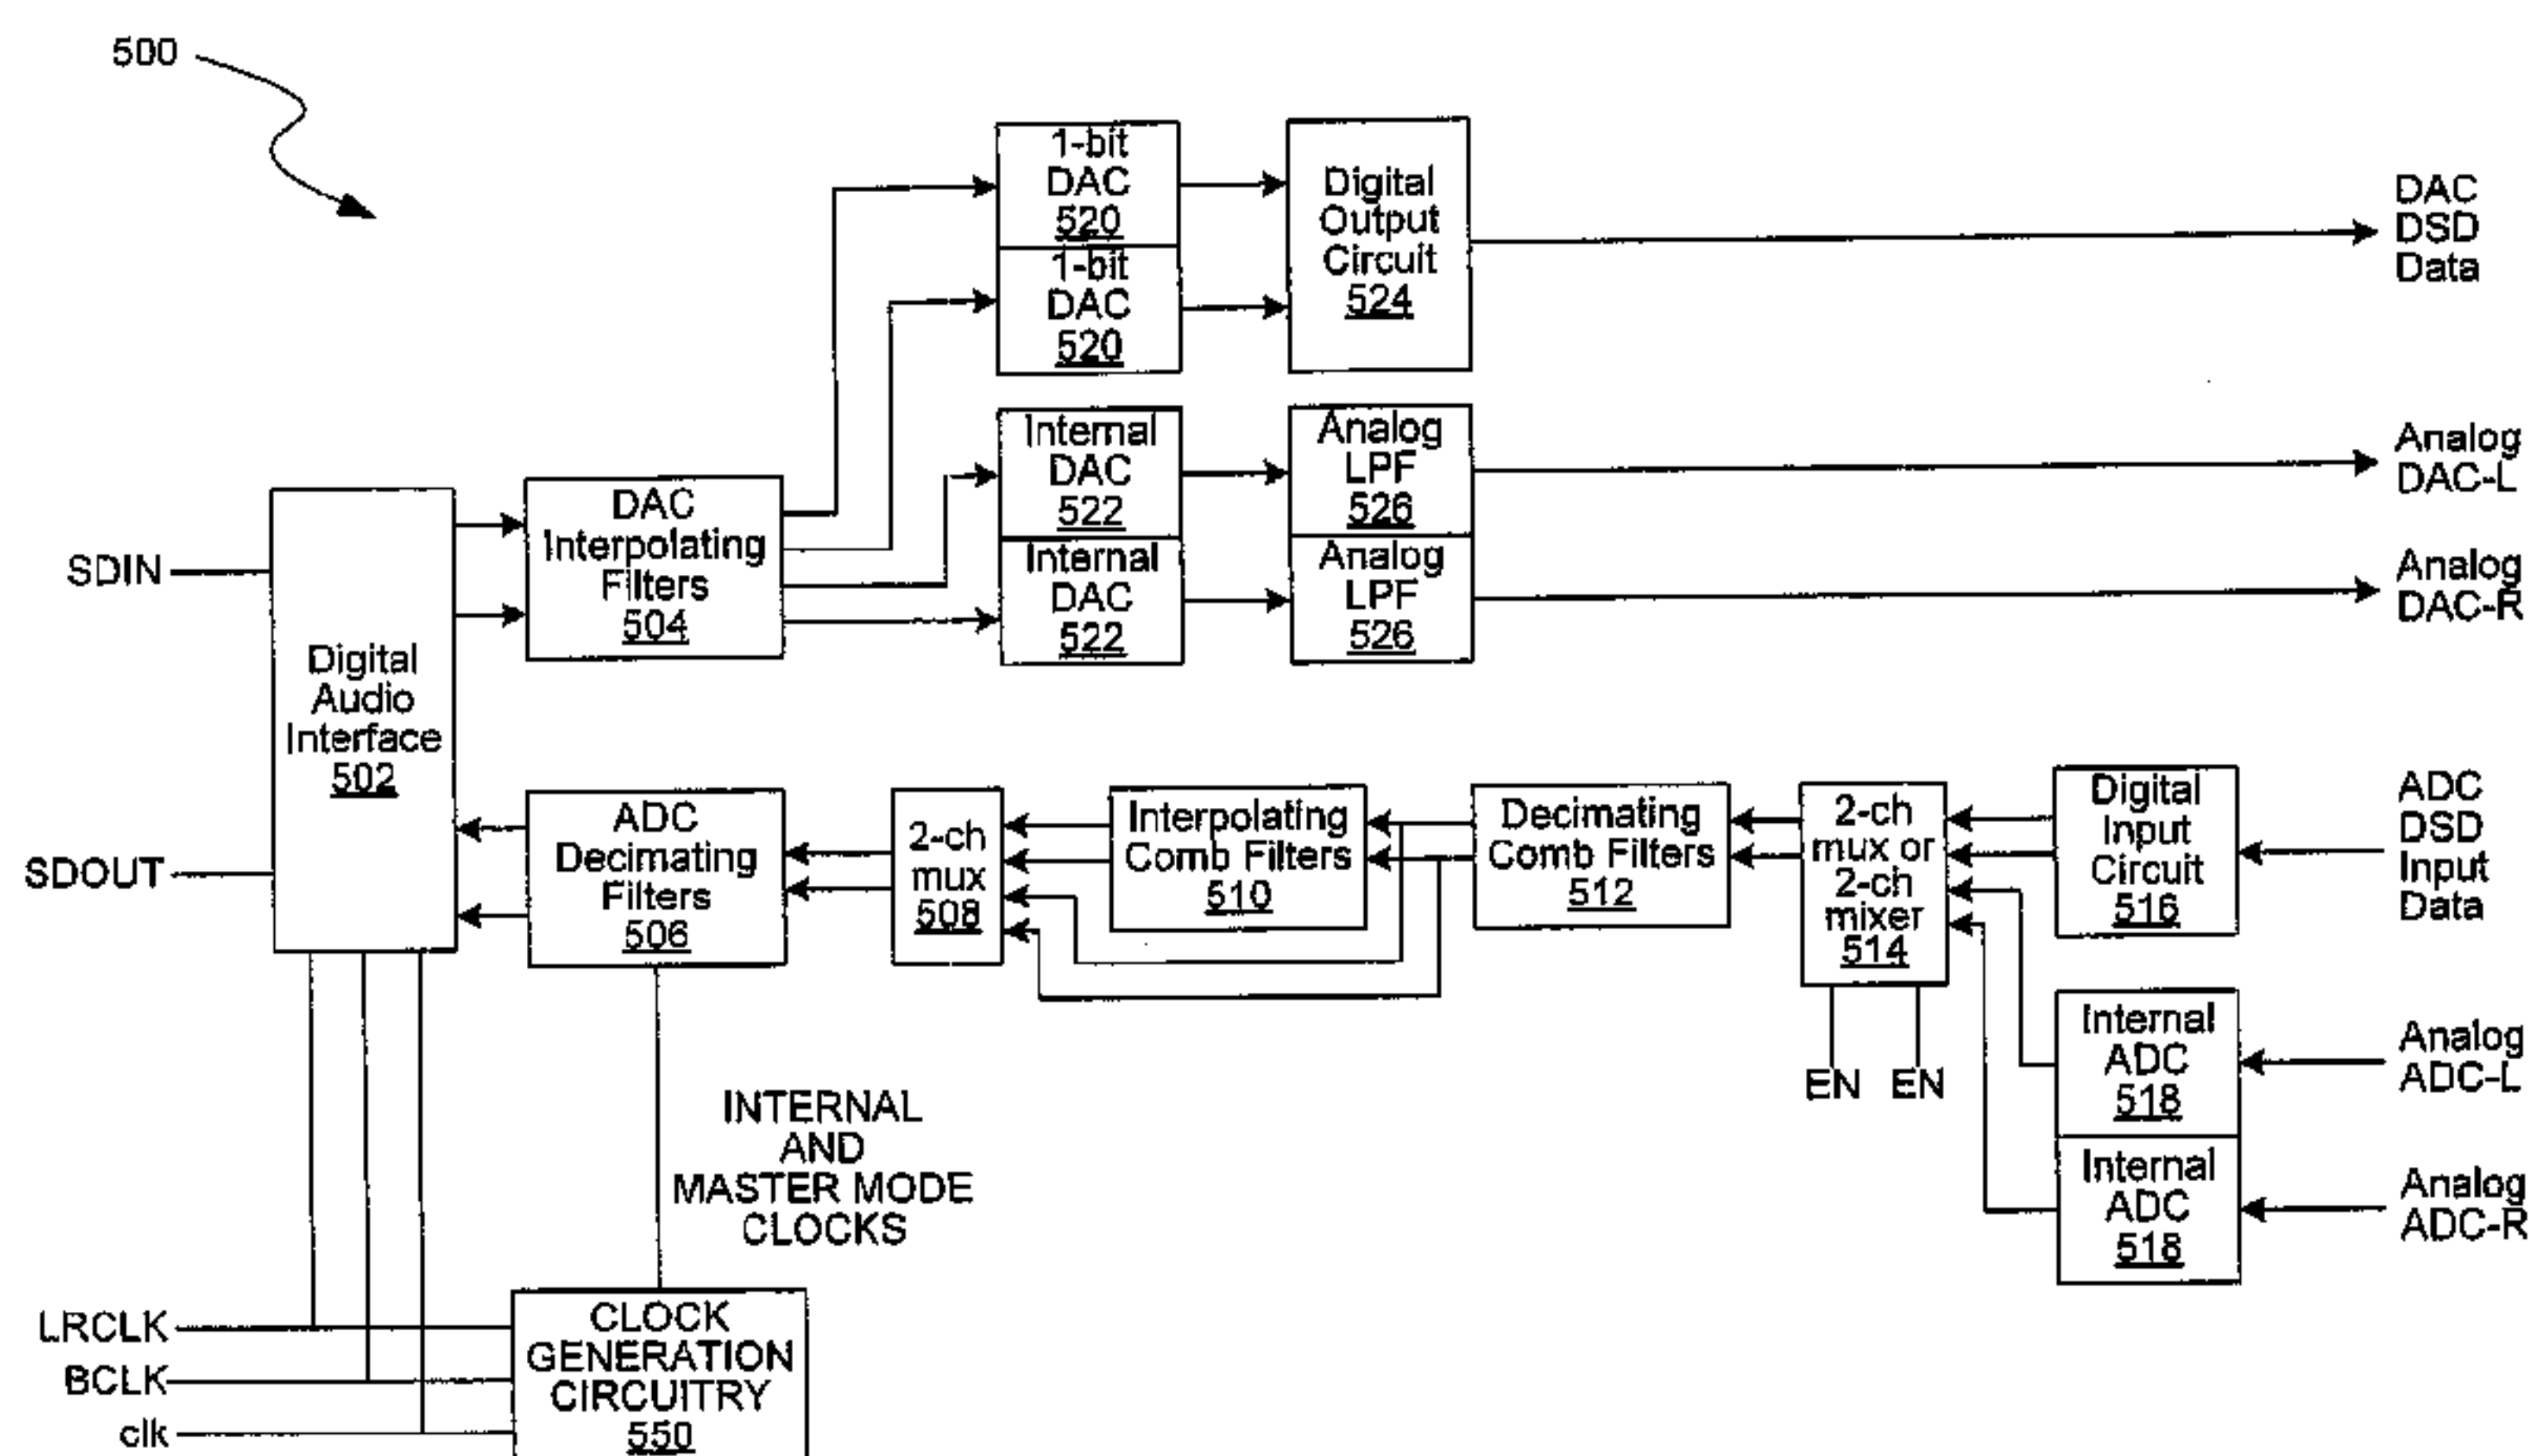 500
1-bit
DAC
520
1-bit
DAC
520
Digital
Output
Circuit
524
DAC
DSD
Data
Internal
DAC
522
Internal
DAC
522
Analog
LPF
526
Analog
LPF
526
Analog
DAC-L
Analog
DAC-R
SDIN
SDOUT
Digital
Audio
Interface
502
DAC
Interpolating
Filters
504
ADC
Decimating
Filters
506
2-ch
mux
508
Interpolating
Comb Filters
510
Decimating
Comb Filters
512
2-ch
mux or
2-ch
mixer
514
EN EN
Digital
Input
Circuit
516
ADC
DSD
Input
Data
Internal
ADC
518
Internal
ADC
518
Analog
ADC-L
Analog
ADC-R
INTERNAL
AND
MASTER MODE
CLOCKS
LRCLK
BCLK
clk
CLOCK
GENERATION
CIRCUITRY
550